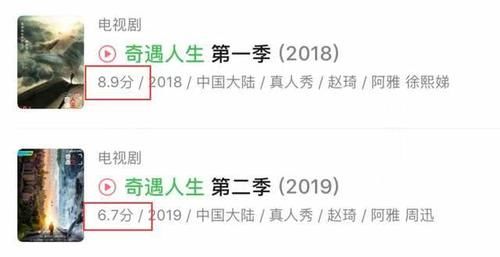 电视剧
奇遇人生 第一季 (2018)
8.9分 / 2018 / 中国大陆 / 真人秀 / 赵琦 / 阿雅 徐熙娣
电视剧
奇遇人生 第二季 (2019)
6.7分 / 2019 / 中国大陆 / 真人秀 / 赵琦 / 阿雅 周迅